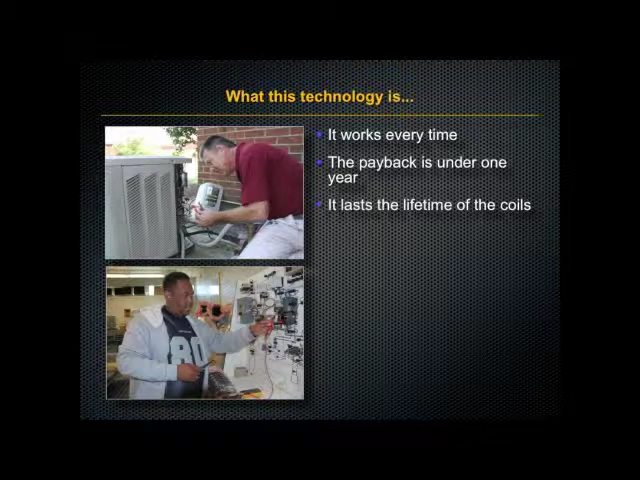 What this technology is...
It works every time
The payback is under one
year
It lasts the lifetime of the coils
80